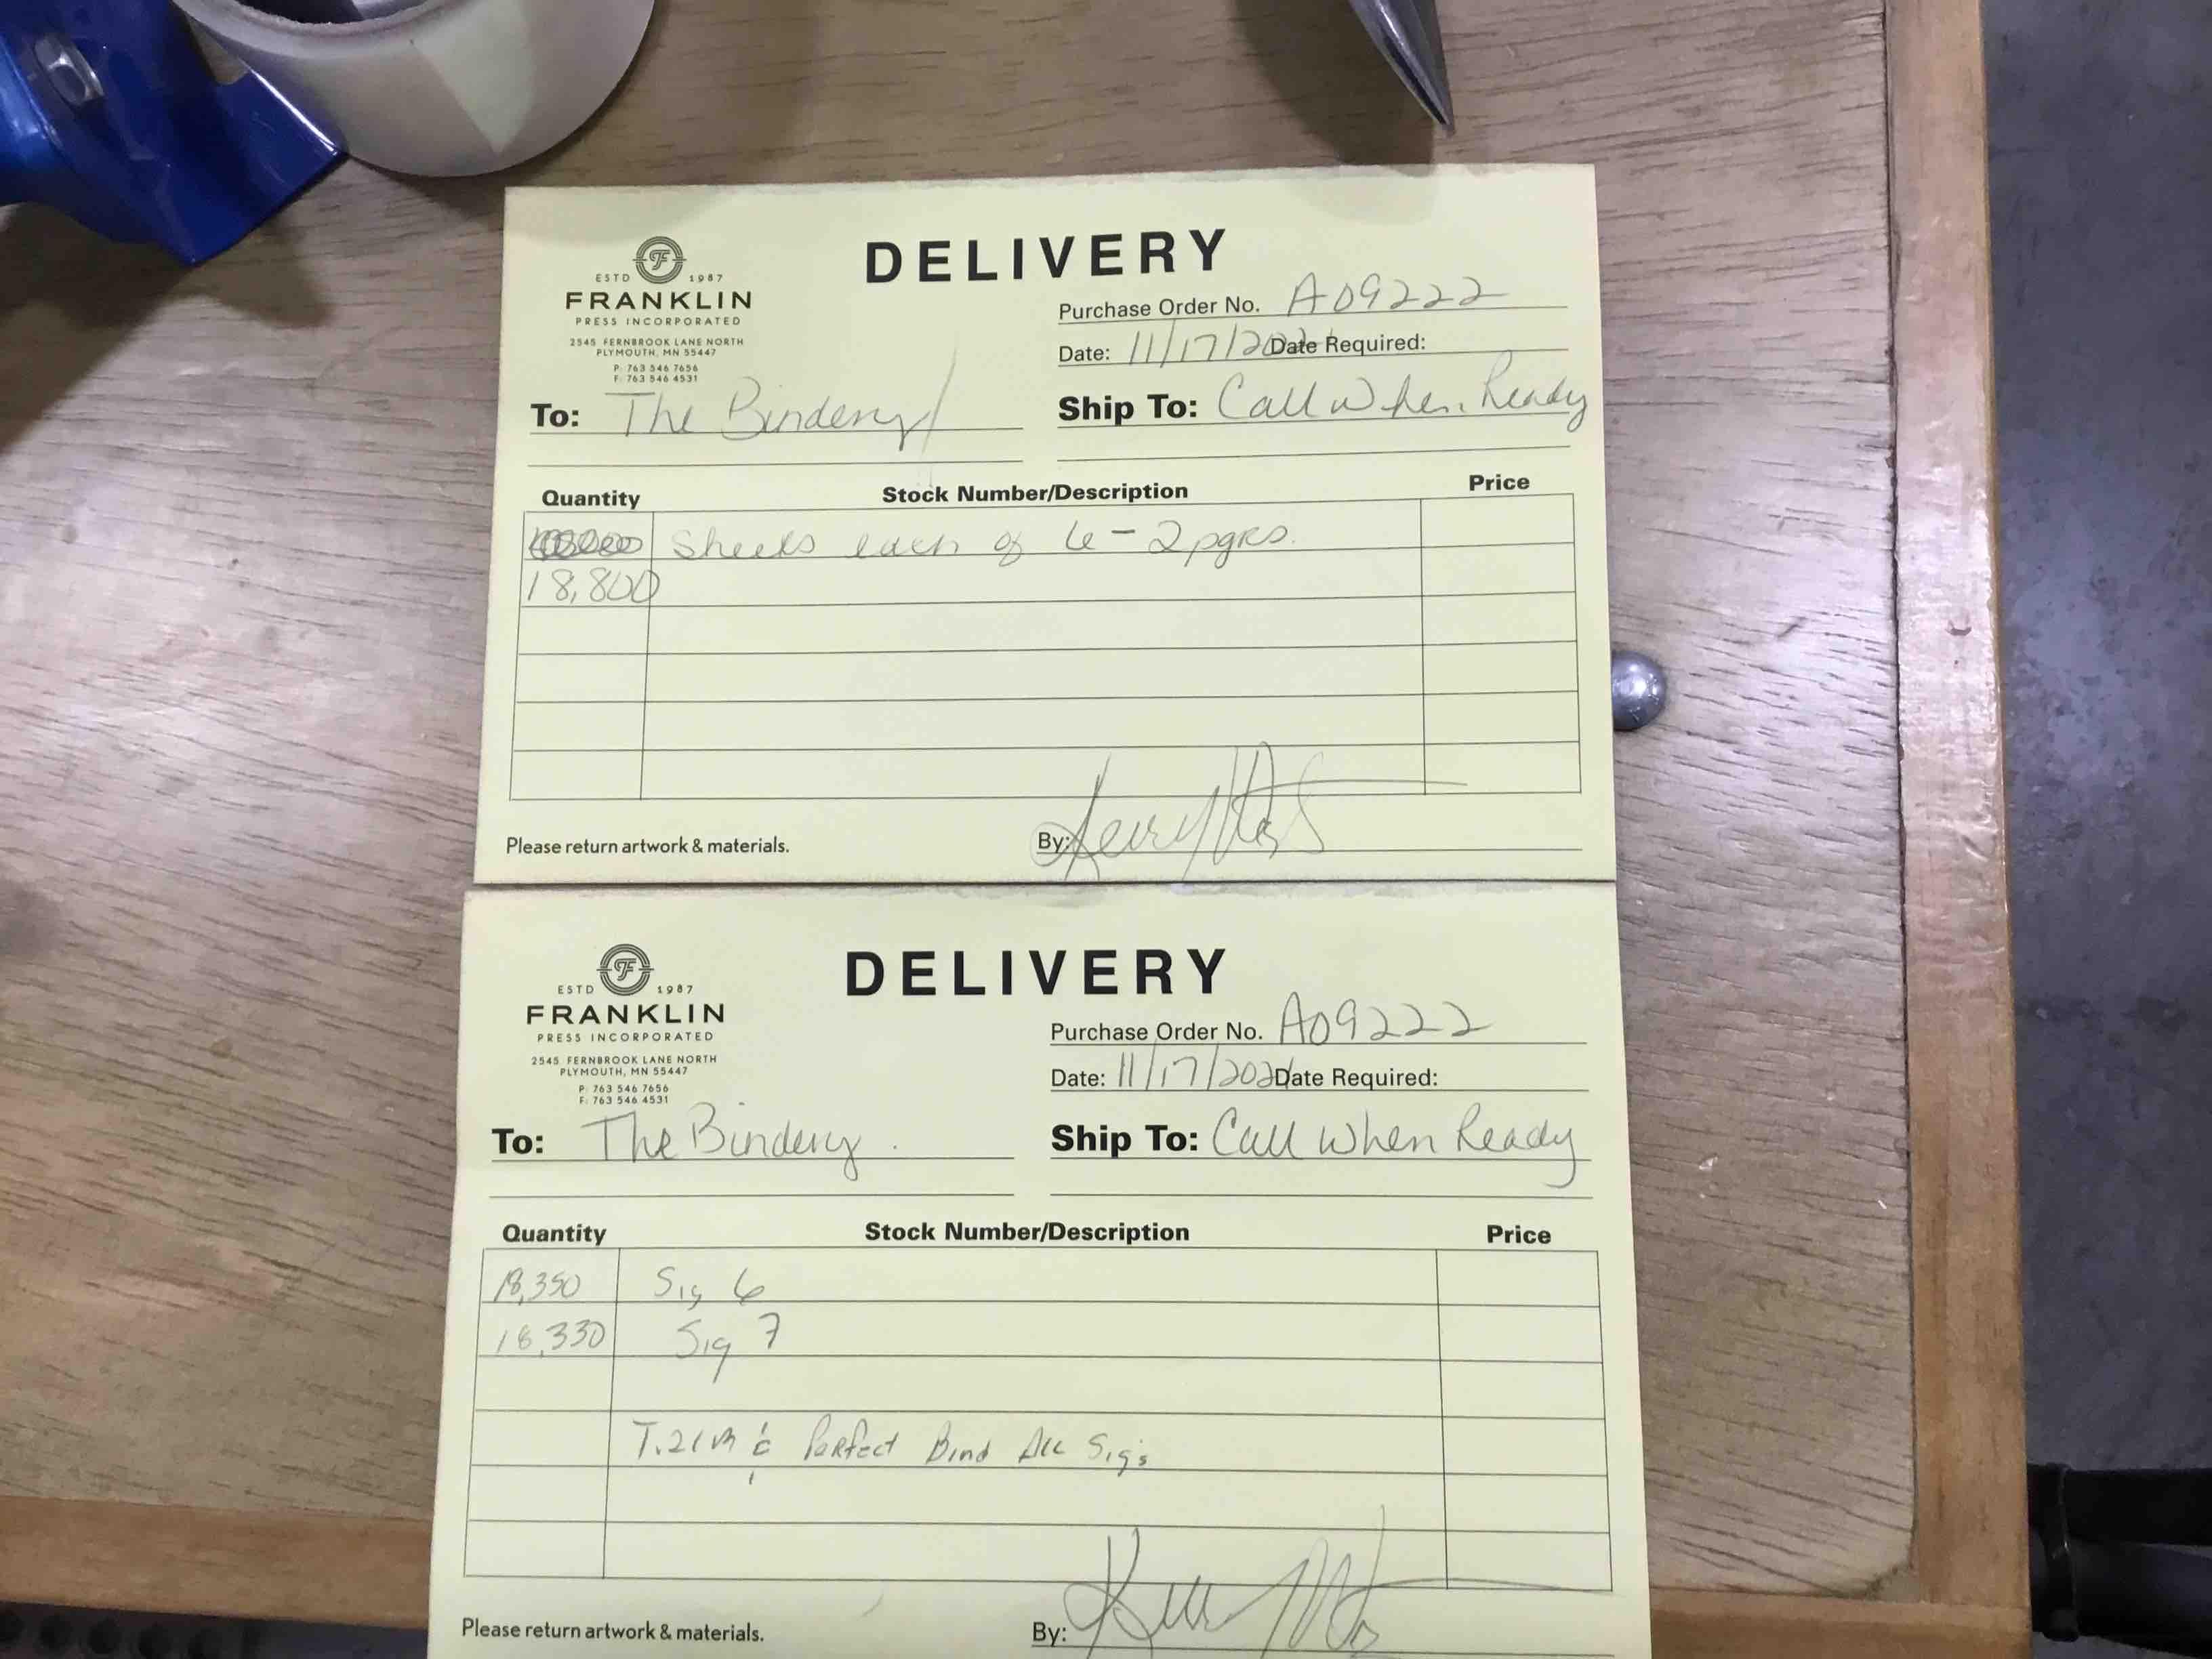 DELIVERY
ESTD F 1987
FRANKLIN
PRESS INCORPORATED
2545 FERNBROOK LANE NORTH
PLYMOUTH, MN 55447
P: 763 546 7656
F: 763 546 4531
Purchase Order No. A09222
Date: 11/17/202 Date Required:
To: The Bindery
Ship To: Call When Ready
Quantity Stock Number/Description Price
Sheets each of 6-2pgrs.
18,800
Please return artwork & materials.
By:
DELIVERY
ESTD F 1987
FRANKLIN
PRESS INCORPORATED
2545 FERNBROOK LANE NORTH
PLYMOUTH, MN 55447
P: 763 546 7656
F: 763 546 4531
Purchase Order No. A09222
Date: 11/17/202 Date Required:
To: The Bindery
Ship To: Call When Ready
Quantity Stock Number/Description Price
18,350 Sig 6
18,330 Sig 7
Perfect Bind All Sig's
Please return artwork & materials.
By: